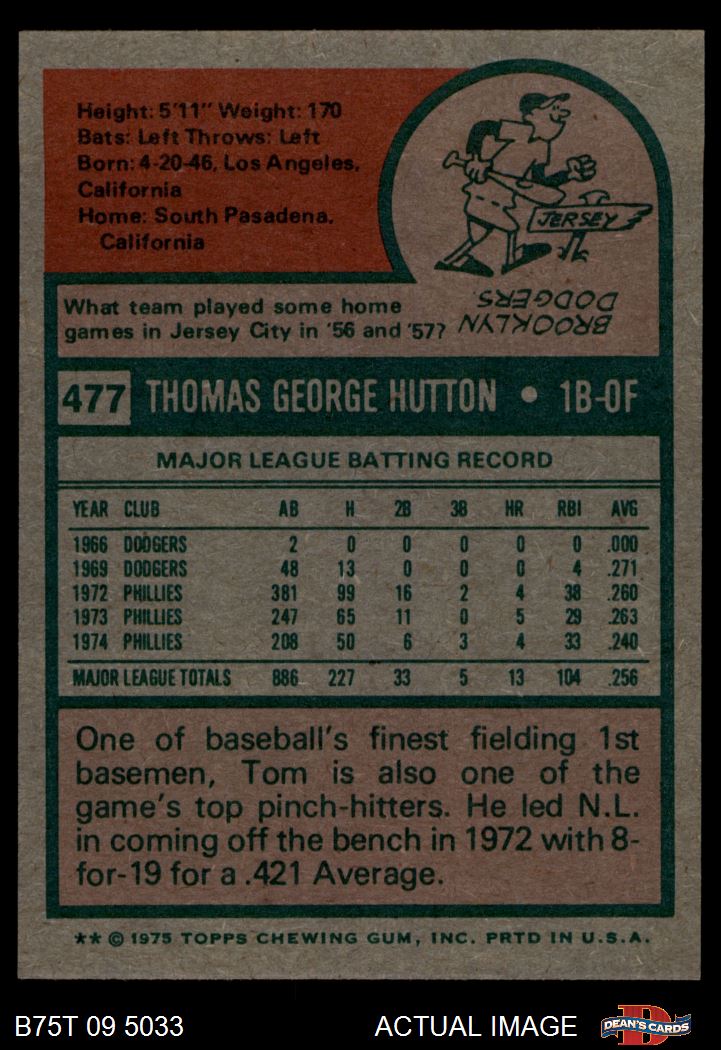 Height: 5'11" Weight: 170
Bats: Left Throws: Left
Born: 4-20-46, Los Angeles,
California
Home: South Pasadena,
California
JERSEY
BROOKLYN
DODGERS.
What team played some home
games in Jersey City in '56 and '57?
477 THOMAS GEORGE HUTTON • 1B-OF
MAJOR LEAGUE BATTING RECORD
YEAR CLUB AB H 2B 3B HR RBI AVG
1966 DODGERS 2 0 0 0 0 0 .000
1969 DODGERS 48 13 0 0 0 4 .271
1972 PHILLIES 381 99 16 2 4 38 .260
1973 PHILLIES 247 65 11 0 5 29 .263
1974 PHILLIES 208 50 6 3 4 33 .240
MAJOR LEAGUE TOTALS 886 227 33 5 13 104 .256
One of baseball's finest fielding 1st
basemen, Tom is also one of the
game's top pinch-hitters. He led N.L.
in coming off the bench in 1972 with 8-
for-19 for a .421 Average.
** © 1975 TOPPS CHEWING GUM, INC. PRTD IN U.S.A.
B75T 09 5033 ACTUAL IMAGE
DEAN'S CARDS